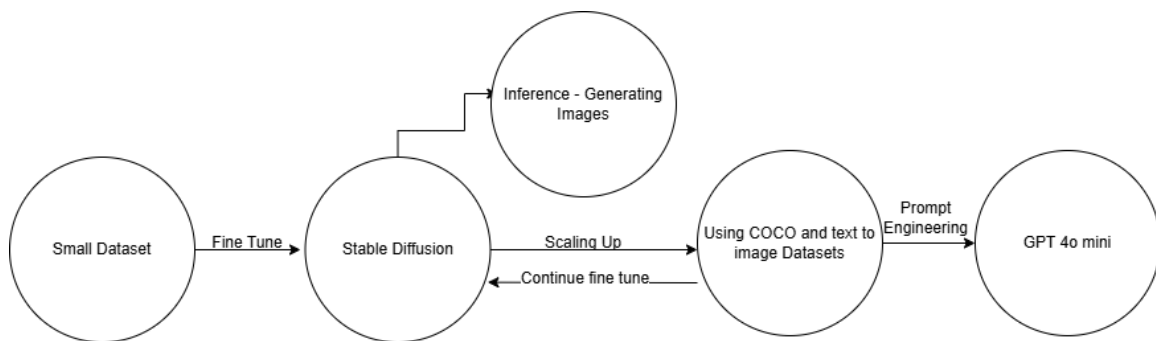 Inference - Generating
Images
Small Dataset
Fine Tune
Stable Diffusion
Scaling Up
Continue fine tune
Using COCO and text to
image Datasets
Prompt
Engineering
GPT 4o mini